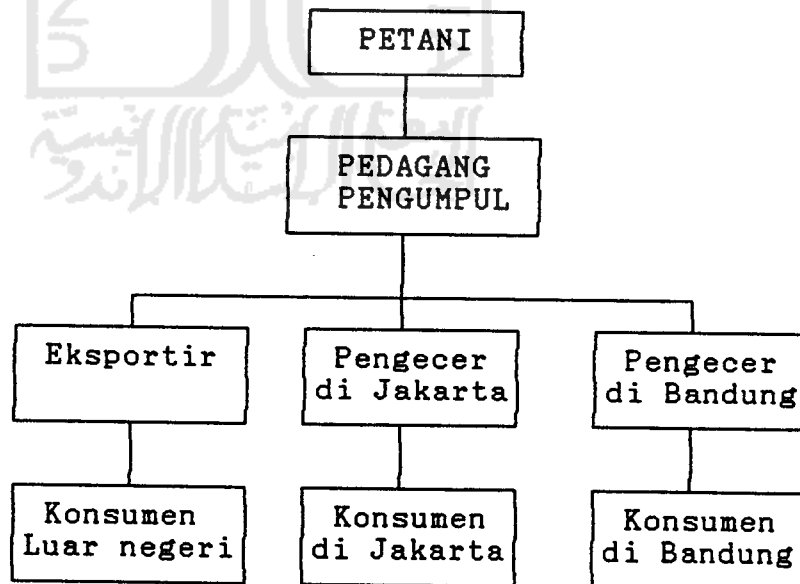 PETANI
PEDAGANG
PENGUMPUL
Eksportir
Pengecer
di Jakarta
Pengecer
di Bandung
Konsumen
Luar negeri
Konsumen
di Jakarta
Konsumen
di Bandung